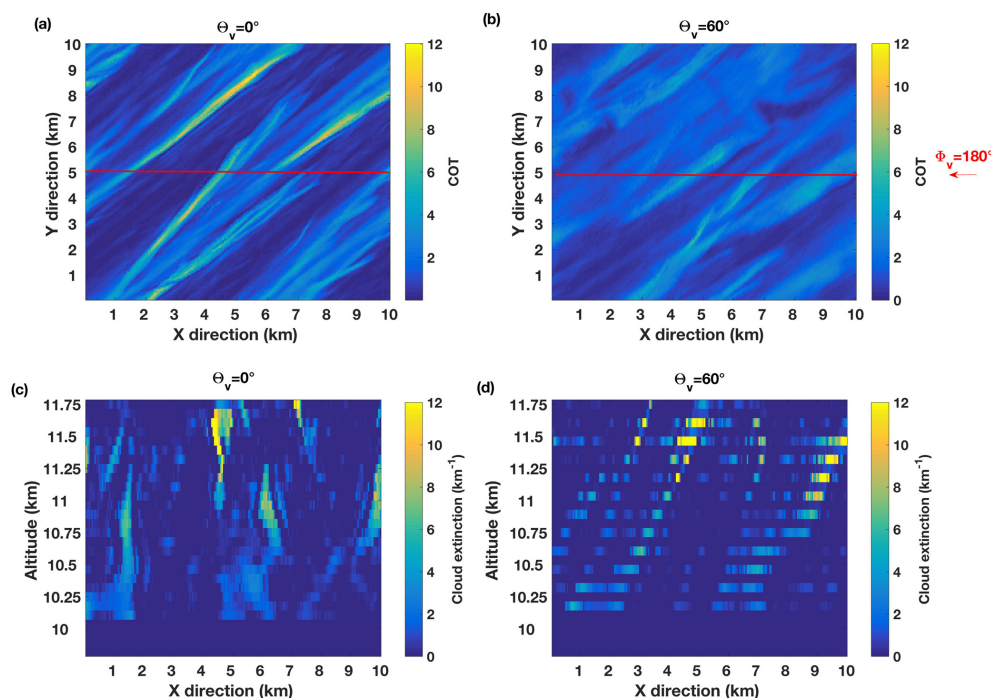 (a)
Θv=0°
10
9
8
7
6
5
4
3
2
1
Y direction (km)
1 2 3 4 5 6 7 8 9 10
X direction (km)
12
10
8
6
4
2
COT
(b)
Θv=60°
10
9
8
7
6
5
4
3
2
1
Y direction (km)
1 2 3 4 5 6 7 8 9 10
X direction (km)
12
10
8
6
4
2
0
COT
Φv=180°
(c)
Θv=0°
11.75
11.5
11.25
11
10.75
10.5
10.25
10
Altitude (km)
1 2 3 4 5 6 7 8 9 10
X direction (km)
12
10
8
6
4
2
0
Cloud extinction (km⁻¹)
(d)
Θv=60°
11.75
11.5
11.25
11
10.75
10.5
10.25
10
Altitude (km)
1 2 3 4 5 6 7 8 9 10
X direction (km)
12
10
8
6
4
2
0
Cloud extinction (km⁻¹)